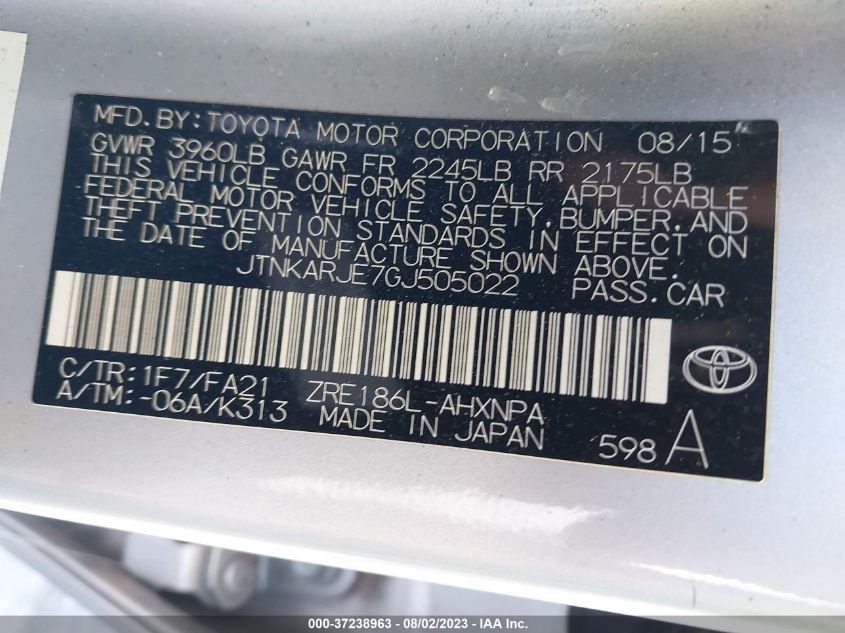 MFD.BY:TOYOTA MOTOR CORPORATION 08/15
GVWR 3960LB GAWR FR 2245LB RR 2175LB
THIS VEHICLE CONFORMS TO ALL APPLICABLE
FEDERAL MOTOR VEHICLE SAFETY,BUMPER,AND
THEFT PREVENTION STANDARDS IN EFFECT ON
THE DATE OF MANUFACTURE SHOWN ABOVE.
JTNKARJE7GJ505022 PASS.CAR
C/TR:1F7/FA21 ZRE186L-AHXNPA
A/TM:-06A/K313 MADE IN JAPAN
598 A
000-37238963 - 08/02/2023 - IAA Inc.